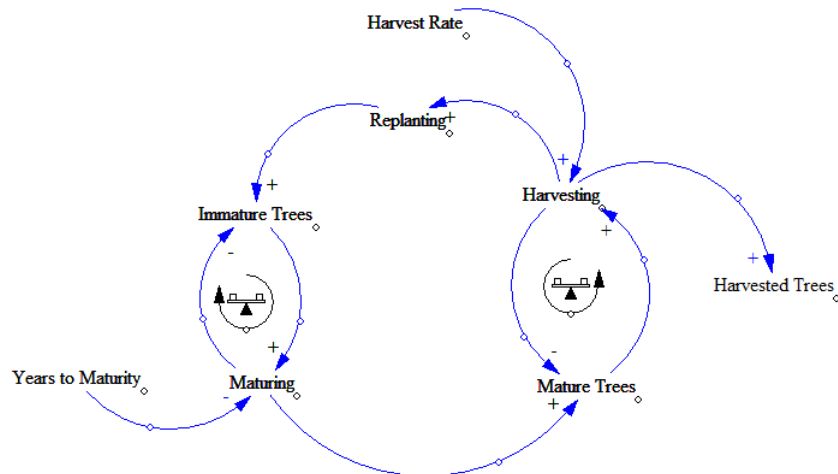 Harvest Rate
Replanting
+
+
+
Immature Trees
Harvesting
+
-
+
Harvested Trees
+
-
Years to Maturity
Maturing
Mature Trees
-
+